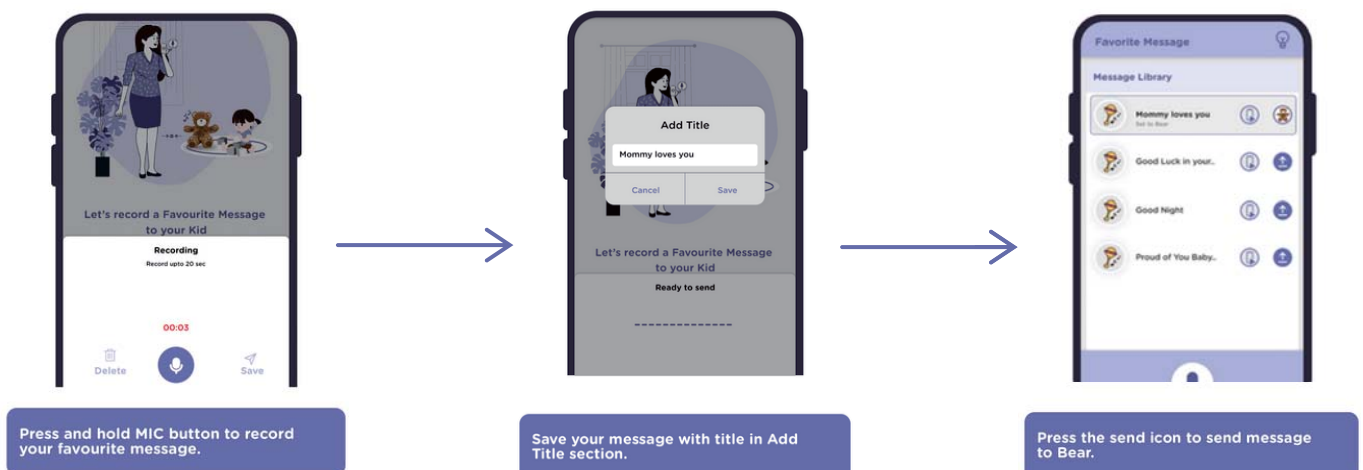 Let's record a Favourite Message
to your Kid
Recording
Record upto 20 sec
00:03
Delete
Save
Press and hold MIC button to record
your favourite message.
Add Title
Mommy loves you
Cancel
Save
Let's record a Favourite Message
to your Kid
Ready to send
Save your message with title in Add
Title section.
Favorite Message
Message Library
Mommy loves you
Set to Bear
Good Luck in your..
Good Night
Proud of You Baby..
Press the send icon to send message
to Bear.